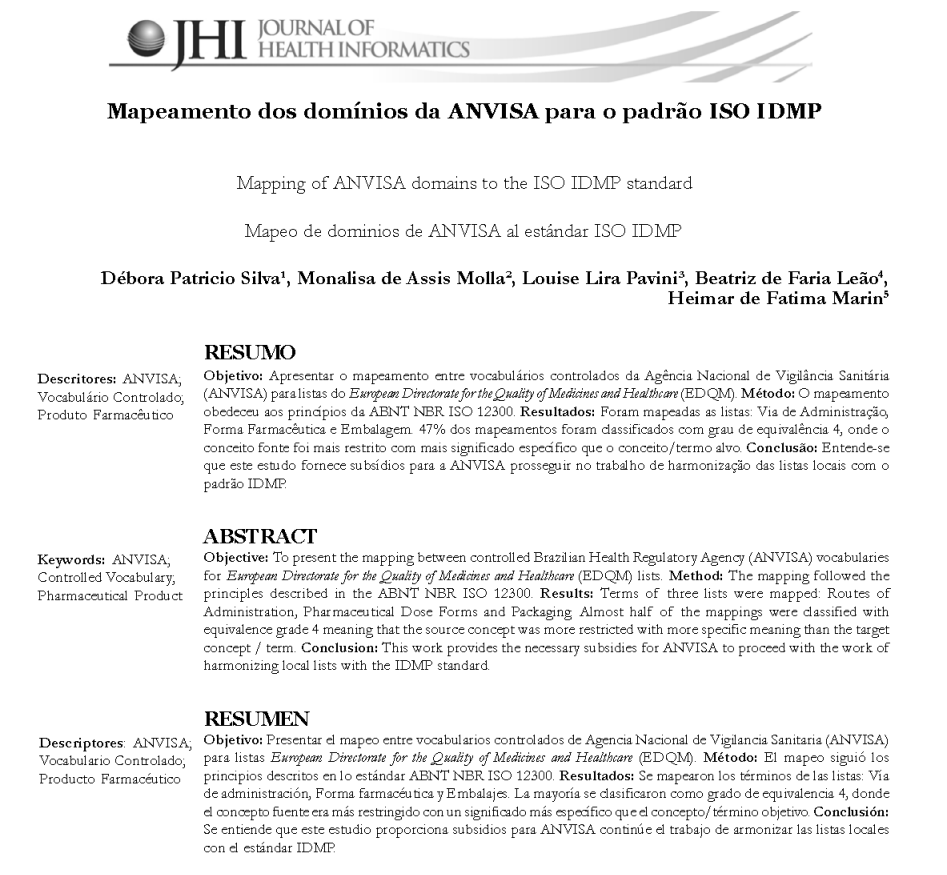 JHI JOURNAL OF
HEALTH INFORMATICS
Mapeamento dos domínios da ANVISA para o padrão ISO IDMP
Mapping of ANVISA domains to the ISO IDMP standard
Mapeo de dominios de ANVISA al estándar ISO IDMP
Débora Patricio Silva¹, Monalisa de Assis Molla², Louise Lira Pavini³, Beatriz de Faria Leão⁴,
Heimar de Fatima Marin⁵
RESUMO
Descritores: ANVISA;
Vocabulário Controlado;
Produto Farmacêutico
Objetivo: Apresentar o mapeamento entre vocabulários controlados da Agência Nacional de Vigilância Sanitária
(ANVISA) para listas do European Directorate for the Quality of Medicines and Healthcare (EDQM). Método: O mapeamento
obedeceu aos princípios da ABNT NBR ISO 12300. Resultados: Foram mapeadas as listas: Via de Administração,
Forma Farmacêutica e Embalagem. 47% dos mapeamentos foram classificados com grau de equivalência 4, onde o
conceito fonte foi mais restrito com mais significado específico que o conceito/termo alvo. Conclusão: Entende-se
que este estudo fornece subsídios para a ANVISA prosseguir no trabalho de harmonização das listas locais com o
padrão IDMP.
ABSTRACT
Keywords: ANVISA;
Controlled Vocabulary;
Pharmaceutical Product
Objective: To present the mapping between controlled Brazilian Health Regulatory Agency (ANVISA) vocabularies
for European Directorate for the Quality of Medicines and Healthcare (EDQM) lists. Method: The mapping followed the
principles described in the ABNT NBR ISO 12300. Results: Terms of three lists were mapped: Routes of
Administration, Pharmaceutical Dose Forms and Packaging. Almost half of the mappings were classified with
equivalence grade 4 meaning that the source concept was more restricted with more specific meaning than the target
concept / term. Conclusion: This work provides the necessary subsidies for ANVISA to proceed with the work of
harmonizing local lists with the IDMP standard.
RESUMEN
Descriptores: ANVISA;
Vocabulario Controlado;
Producto Farmacéutico
Objetivo: Presentar el mapeo entre vocabularios controlados de Agencia Nacional de Vigilancia Sanitaria (ANVISA)
para listas European Directorate for the Quality of Medicines and Healthcare (EDQM). Método: El mapeo siguió los
principios descritos en lo estándar ABNT NBR ISO 12300. Resultados: Se mapearon los términos de las listas: Vía
de administración, Forma farmacéutica y Embalajes. La mayoría se clasificaron como grado de equivalencia 4, donde
el concepto fuente era más restringido con un significado más específico que el concepto/término objetivo. Conclusión:
Se entiende que este estudio proporciona subsidios para ANVISA continúe el trabajo de armonizar las listas locales
con el estándar IDMP.